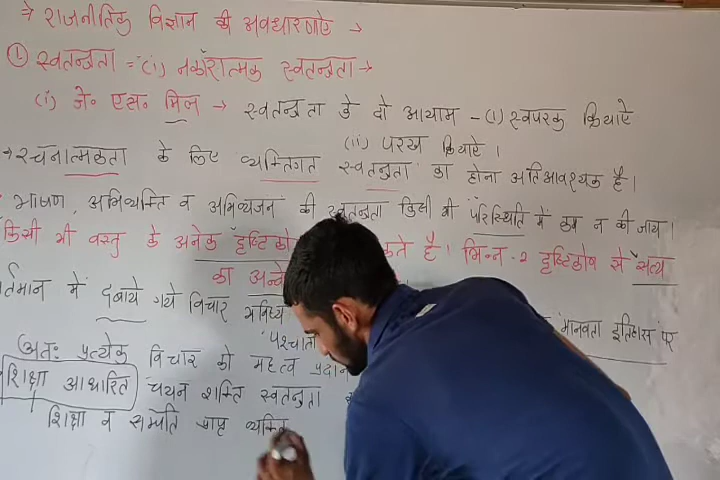 → राजनीतिक विज्ञान की अवधारणाऐ →
① स्वतन्त्रता = (i) नकारात्मक स्वतन्त्रता →
(i) जे० एस० मिल → स्वतन्त्रता के दो आयाम - (i) स्वपरक क्रियाऐ
(ii) परख क्रियाऐ।
→ रचनात्मकता के लिए व्यक्तिगत स्वतन्त्रता का होना अतिआवश्यक है।
भाषण, अभिव्यक्ति व अभिव्यंजन की स्वतन्त्रता किसी भी परिस्थिति में कम न की जाय।
किसी भी वस्तु के अनेक दृष्टिको कते है। भिन्न-2 दृष्टिकोष से सत्य
का अन्वे
र्तमान में दबाये गये विचार भविष्य मानवता इतिहास पर
पश्चात
अतः प्रत्येक विचार को महत्व प्रदान
शिक्षा आधारित चयन शक्ति स्वतन्त्रता
शिक्षा व सम्पति प्राप्त व्यक्ति